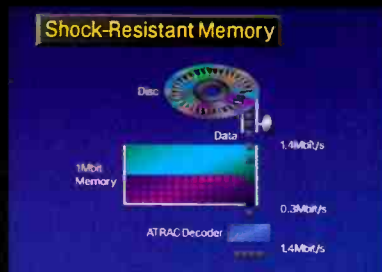 Shock-Resistant Memory
Disc
Data
1.4Mbit/s
1Mbit
Memory
0.3Mbit/s
ATRAC Decoder
1.4Mbit/s